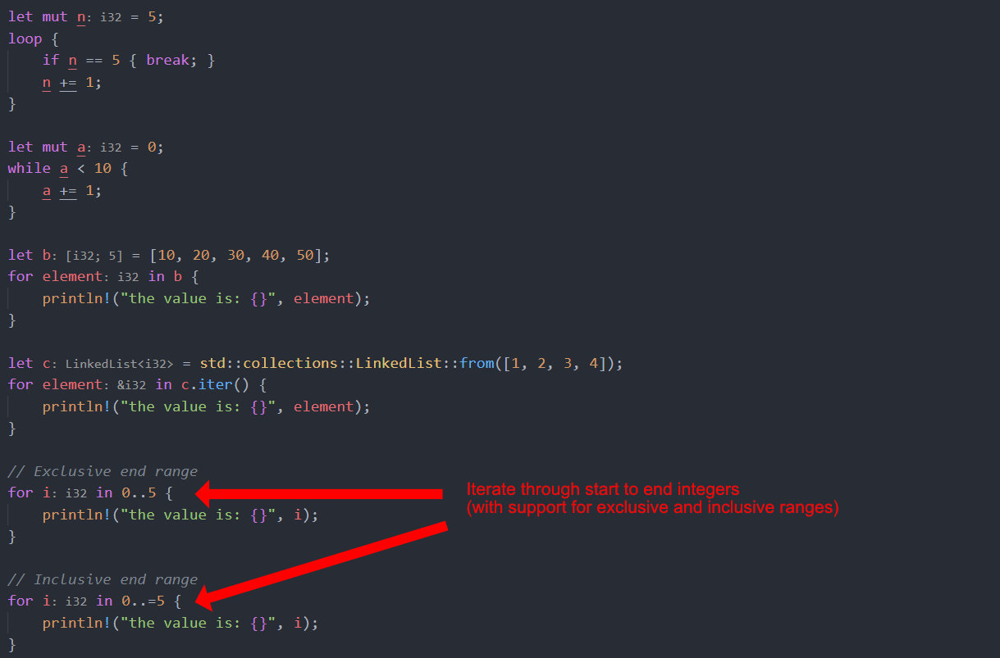 let mut n: i32 = 5;
loop {
    if n == 5 { break; }
    n += 1;
}
let mut a: i32 = 0;
while a < 10 {
    a += 1;
}
let b: [i32; 5] = [10, 20, 30, 40, 50];
for element: i32 in b {
    println!("the value is: {}", element);
}
let c: LinkedList<i32> = std::collections::LinkedList::from([1, 2, 3, 4]);
for element: &i32 in c.iter() {
    println!("the value is: {}", element);
}
// Exclusive end range
for i: i32 in 0..5 {
    println!("the value is: {}", i);
}
Iterate through start to end integers
(with support for exclusive and inclusive ranges)
// Inclusive end range
for i: i32 in 0..=5 {
    println!("the value is: {}", i);
}